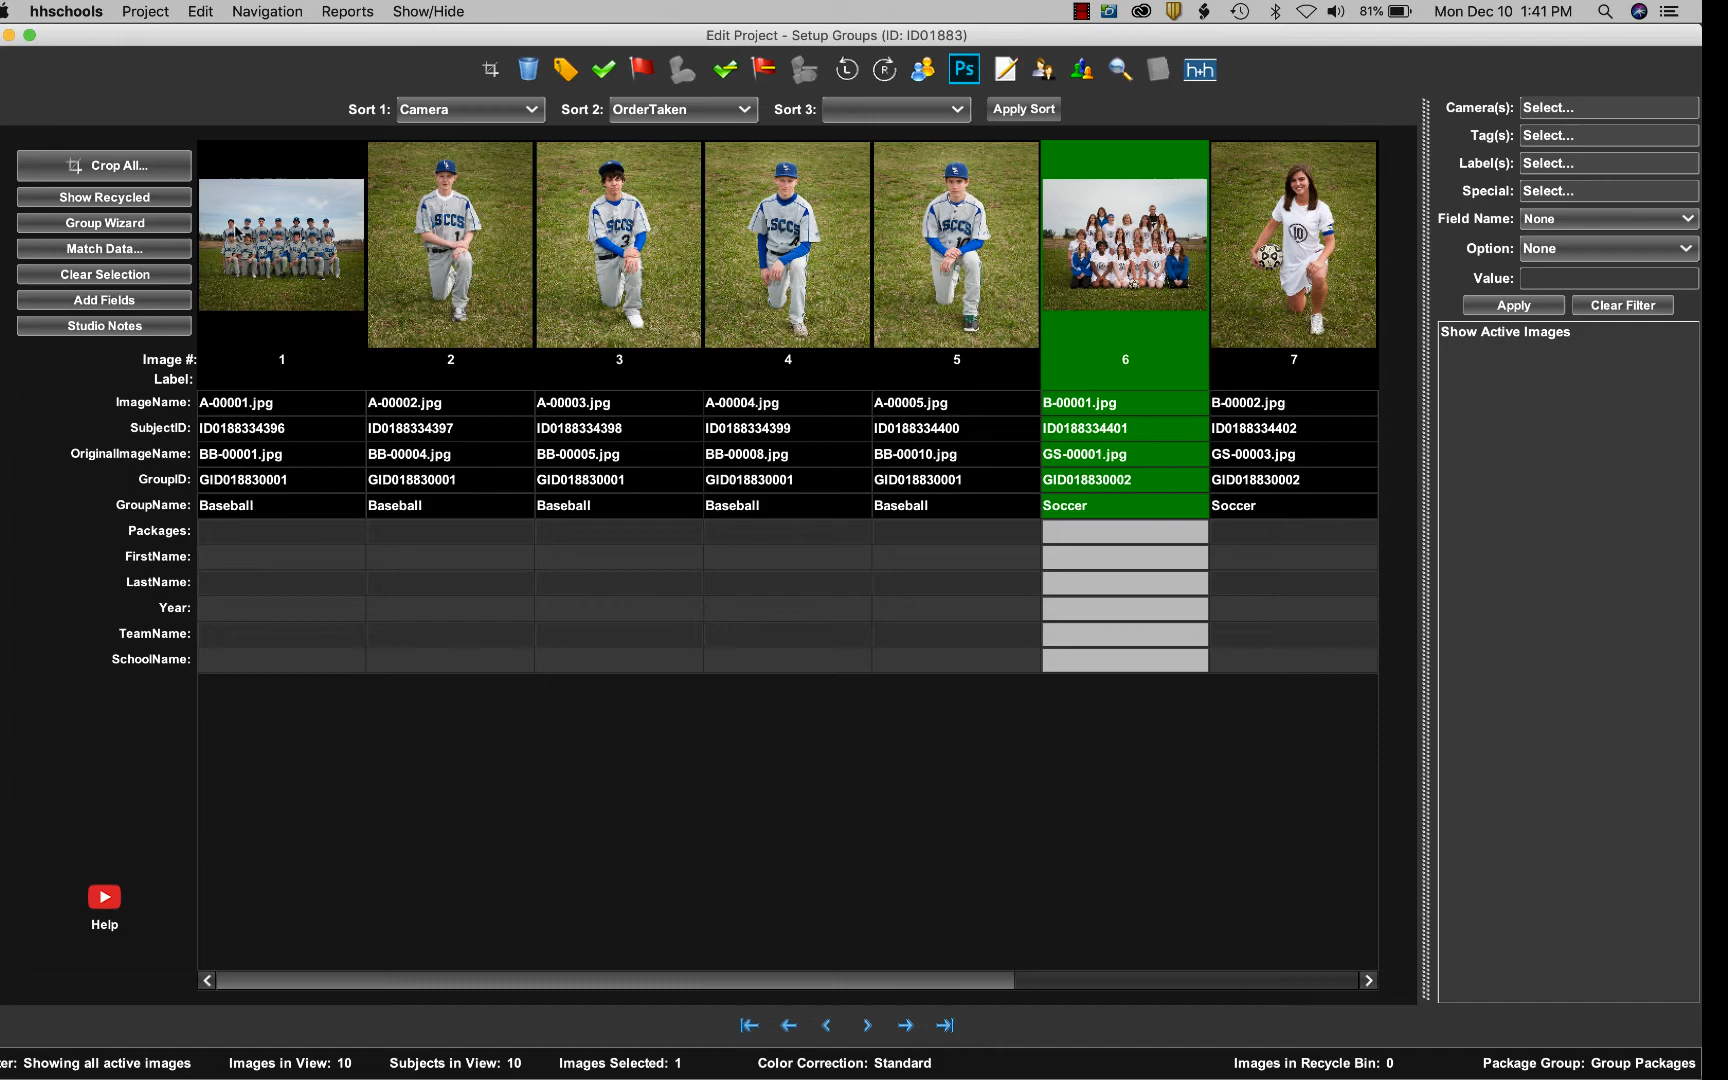 hhschools Project Edit Navigation Reports Show/Hide 81% Mon Dec 10 1:41 PM
Edit Project - Setup Groups (ID: ID01883)
L R Ps h+h
Sort 1: Camera Sort 2: OrderTaken Sort 3: Apply Sort
Camera(s): Select...
Tag(s): Select...
Label(s): Select...
Special: Select...
Field Name: None
Option: None
Value:
Apply Clear Filter
Show Active Images
Crop All...
Show Recycled
Group Wizard
Match Data...
Clear Selection
Add Fields
Studio Notes
Image #: 1 2 3 4 5 6 7
Label:
ImageName: A-00001.jpg A-00002.jpg A-00003.jpg A-00004.jpg A-00005.jpg B-00001.jpg B-00002.jpg
SubjectID: ID0188334396 ID0188334397 ID0188334398 ID0188334399 ID0188334400 ID0188334401 ID0188334402
OriginalImageName: BB-00001.jpg BB-00004.jpg BB-00005.jpg BB-00008.jpg BB-00010.jpg GS-00001.jpg GS-00003.jpg
GroupID: GID018830001 GID018830001 GID018830001 GID018830001 GID018830001 GID018830002 GID018830002
GroupName: Baseball Baseball Baseball Baseball Baseball Soccer Soccer
Packages:
FirstName:
LastName:
Year:
TeamName:
SchoolName:
Help
ter: Showing all active images Images in View: 10 Subjects in View: 10 Images Selected: 1 Color Correction: Standard Images in Recycle Bin: 0 Package Group: Group Packages